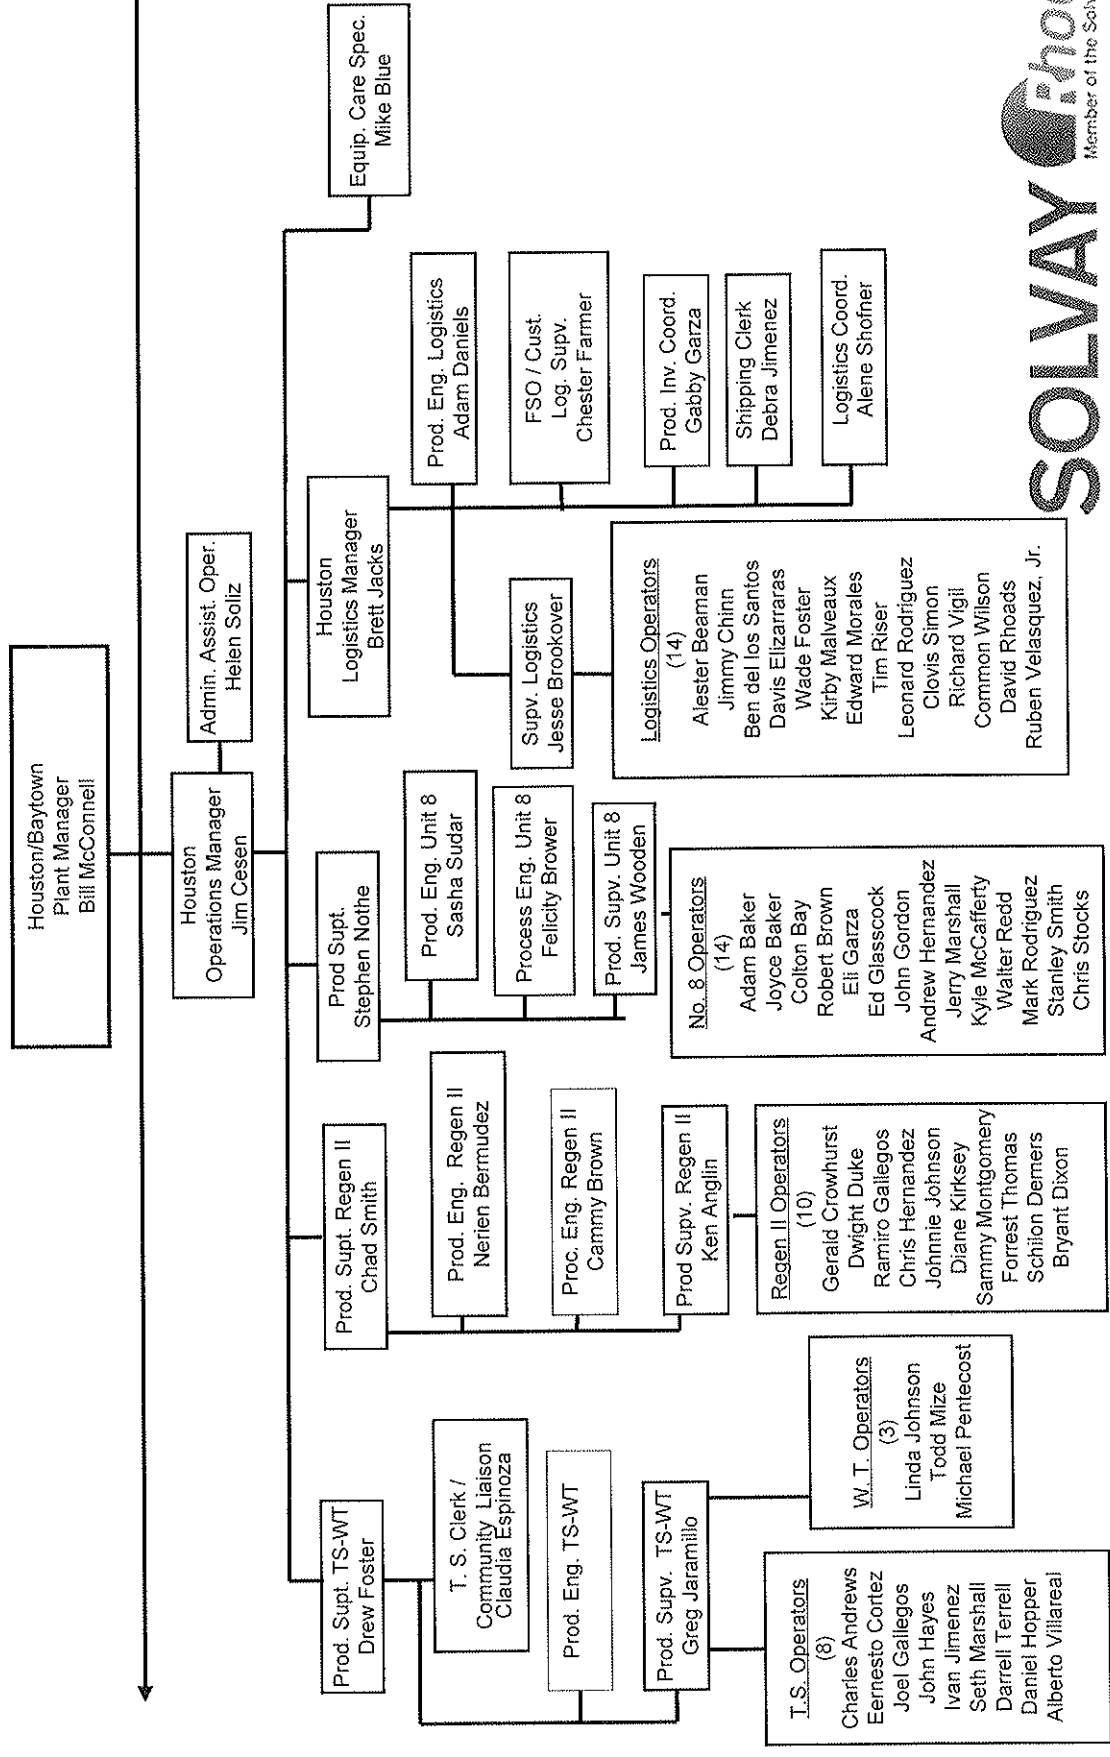 Houston/Baytown
Plant Manager
Bill McConnell
Houston
Operations Manager
Jim Cesen
Admin. Assist. Oper.
Helen Soliz
Prod. Supt. TS-WT
Drew Foster
T. S. Clerk /
Community Liaison
Claudia Espinoza
Prod. Eng. TS-WT
Prod. Supv. TS-WT
Greg Jaramillo
T.S. Operators
(8)
Charles Andrews
Eernesto Cortez
Joel Gallegos
John Hayes
Ivan Jimenez
Seth Marshall
Darrell Terrell
Daniel Hopper
Alberto Villareal
W. T. Operators
(3)
Linda Johnson
Todd Mize
Michael Pentecost
Prod. Supt. Regen II
Chad Smith
Prod. Eng. Regen II
Nerien Bermudez
Proc. Eng. Regen II
Cammy Brown
Prod Supv. Regen II
Ken Anglin
Regen II Operators
(10)
Gerald Crowhurst
Dwight Duke
Ramiro Gallegos
Chris Hernandez
Johnnie Johnson
Diane Kirksey
Sammy Montgomery
Forrest Thomas
Schilon Demers
Bryant Dixon
Prod Supt.
Stephen Nothe
Prod. Eng. Unit 8
Sasha Sudar
Process Eng. Unit 8
Felicity Brower
Prod. Supv. Unit 8
James Wooden
No. 8 Operators
(14)
Adam Baker
Joyce Baker
Colton Bay
Robert Brown
Eli Garza
Ed Glasscock
John Gordon
Andrew Hernandez
Jerry Marshall
Kyle McCafferty
Walter Redd
Mark Rodriguez
Stanley Smith
Chris Stocks
Houston
Logistics Manager
Brett Jacks
Prod. Eng. Logistics
Adam Daniels
FSO / Cust.
Log. Supv.
Chester Farmer
Prod. Inv. Coord.
Gabby Garza
Shipping Clerk
Debra Jimenez
Logistics Coord.
Alene Shofner
Supv. Logistics
Jesse Brookover
Logistics Operators
(14)
Alester Beaman
Jimmy Chinn
Ben del los Santos
Davis Elizarraras
Wade Foster
Kirby Malveaux
Edward Morales
Tim Riser
Leonard Rodriguez
Clovis Simon
Richard Vigil
Common Wilson
David Rhoads
Ruben Velasquez, Jr.
Equip. Care Spec.
Mike Blue
SOLVAY
Member of the